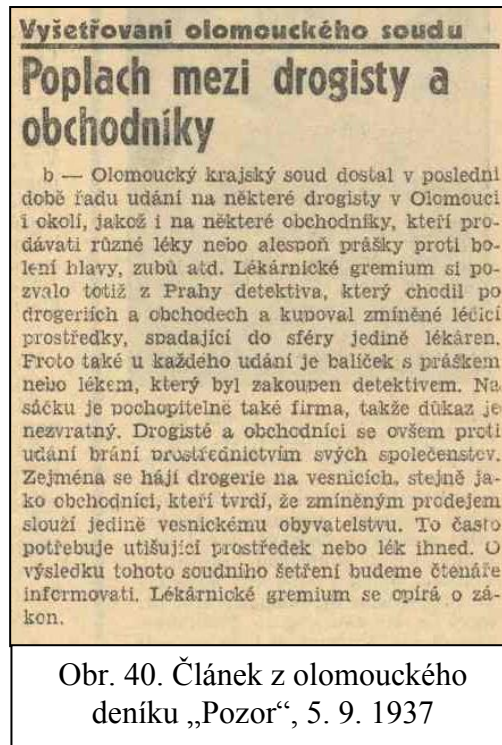 Vyšetřovaní olomouckého soudu
Poplach mezi drogisty a
obchodníky
b — Olomoucký krajský soud dostal v poslední
době řadu udání na některé drogisty v Olomouci
i okolí, jakož i na některé obchodníky, kteří pro-
dávati různé léky nebo alespoň prášky proti bo-
lení hlavy, zubů atd. Lékárnické gremium si po-
zvalo totiž z Prahy detektiva, který chodil po
drogeriích a obchodech a kupoval zmíněné léčicí
prostředky, spadající do sféry jedině lékáren.
Proto také u každého udání je balíček s práškem
nebo lékem, který byl zakoupen detektivem. Na
sáčku je pochopitelně také firma, takže důkaz je
nezvratný. Drogisté a obchodníci se ovšem proti
udání brání prostřednictvím svých společenstev.
Zejména se hájí drogerie na vesnicích, stejně ja-
ko obchodníci, kteří tvrdí, že zmíněným prodejem
slouží jedině vesnickému obyvatelstvu. To často
potřebuje utišující prostředek nebo lék ihned. O
výsledku tohoto soudního šetření budeme čtenáře
informovati. Lékárnické gremium se opírá o zá-
kon.
Obr. 40. Článek z olomouckého
deníku „Pozor“, 5. 9. 1937